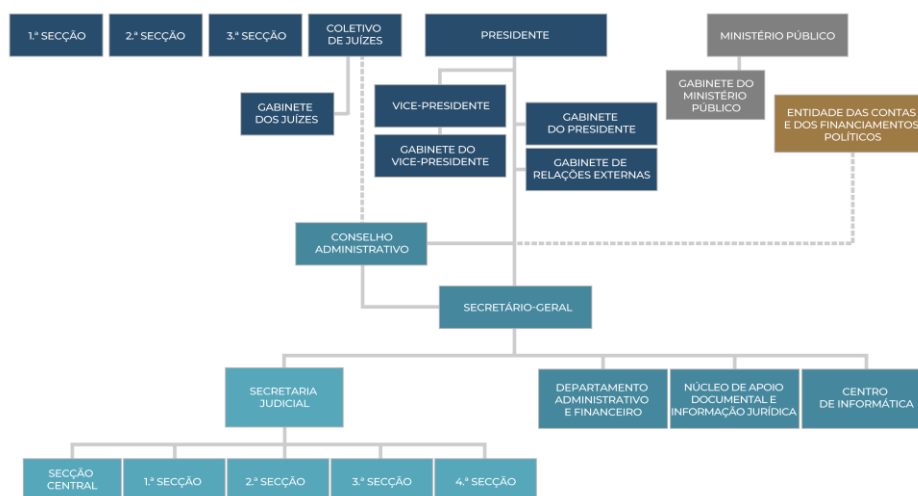 1.ª SECÇÃO
2.ª SECÇÃO
3.ª SECÇÃO
COLETIVO
DE JUÍZES
PRESIDENTE
MINISTÉRIO PÚBLICO
GABINETE
DOS JUÍZES
VICE-PRESIDENTE
GABINETE DO
VICE-PRESIDENTE
GABINETE
DO PRESIDENTE
GABINETE DE
RELAÇÕES EXTERNAS
GABINETE DO
MINISTÉRIO
PÚBLICO
ENTIDADE DAS CONTAS
E DOS FINANCIAMENTOS
POLÍTICOS
CONSELHO
ADMINISTRATIVO
SECRETÁRIO-GERAL
SECRETARIA
JUDICIAL
DEPARTAMENTO
ADMINISTRATIVO
E FINANCEIRO
NÚCLEO DE APOIO
DOCUMENTAL E
INFORMAÇÃO JURÍDICA
CENTRO
DE INFORMÁTICA
SECÇÃO
CENTRAL
1.ª SECÇÃO
2.ª SECÇÃO
3.ª SECÇÃO
4.ª SECÇÃO